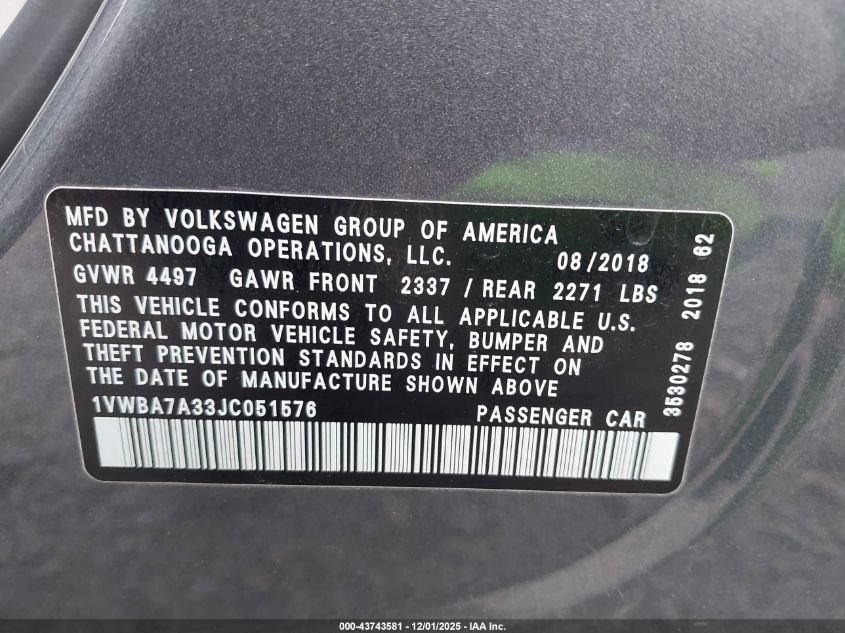 MFD BY VOLKSWAGEN GROUP OF AMERICA
CHATTANOOGA OPERATIONS, LLC. 08/2018
GVWR 4497 GAWR FRONT 2337 / REAR 2271 LBS
THIS VEHICLE CONFORMS TO ALL APPLICABLE U.S.
FEDERAL MOTOR VEHICLE SAFETY, BUMPER AND
THEFT PREVENTION STANDARDS IN EFFECT ON
THE DATE OF MANUFACTURE SHOWN ABOVE
1VWBA7A33JC051576 PASSENGER CAR
3530278 2018 62
000-43743581 - 12/01/2025 - IAA Inc.